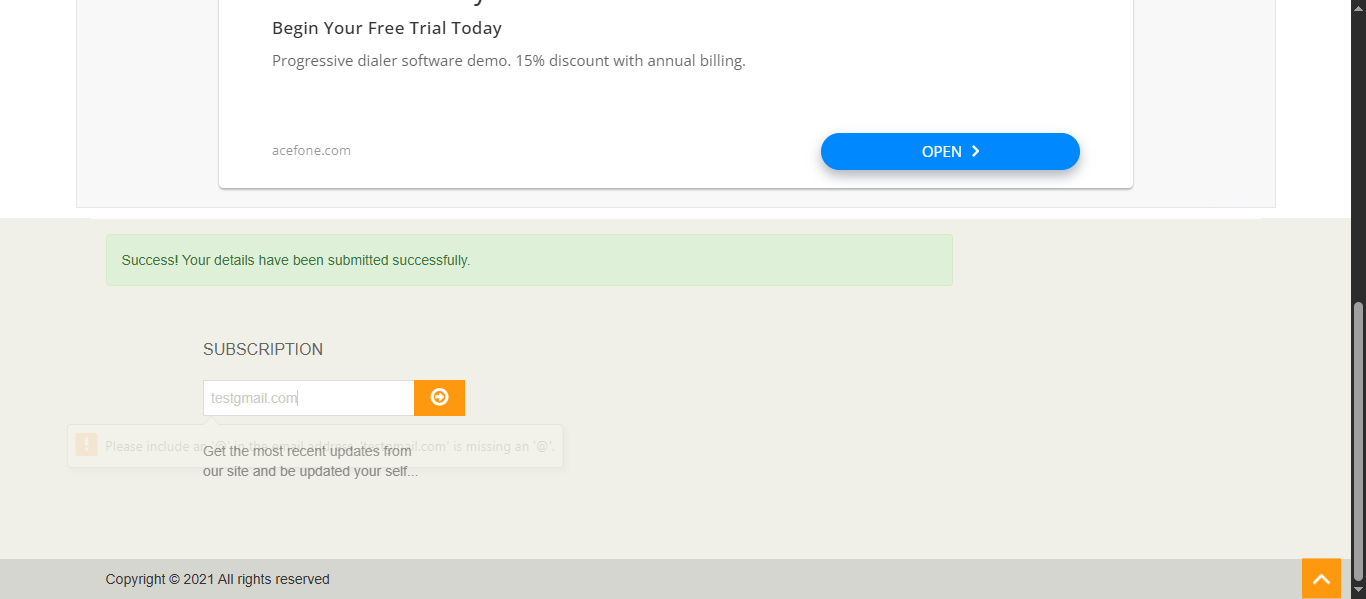 Begin Your Free Trial Today
Progressive dialer software demo. 15% discount with annual billing.
acefone.com
OPEN
Success! Your details have been submitted successfully.
SUBSCRIPTION
testgmail.com
Please include an '@' in the email address. 'testgmail.com' is missing an '@'.
Get the most recent updates from
our site and be updated your self...
Copyright © 2021 All rights reserved